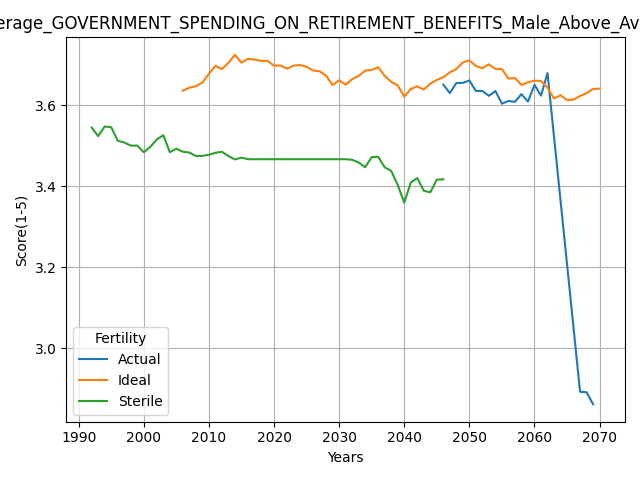 erage_GOVERNMENT_SPENDING_ON_RETIREMENT_BENEFITS_Male_Above_Av
Score(1-5)
3.6
3.4
3.2
3.0
Fertility
Actual
Ideal
Sterile
1990 2000 2010 2020 2030 2040 2050 2060 2070
Years